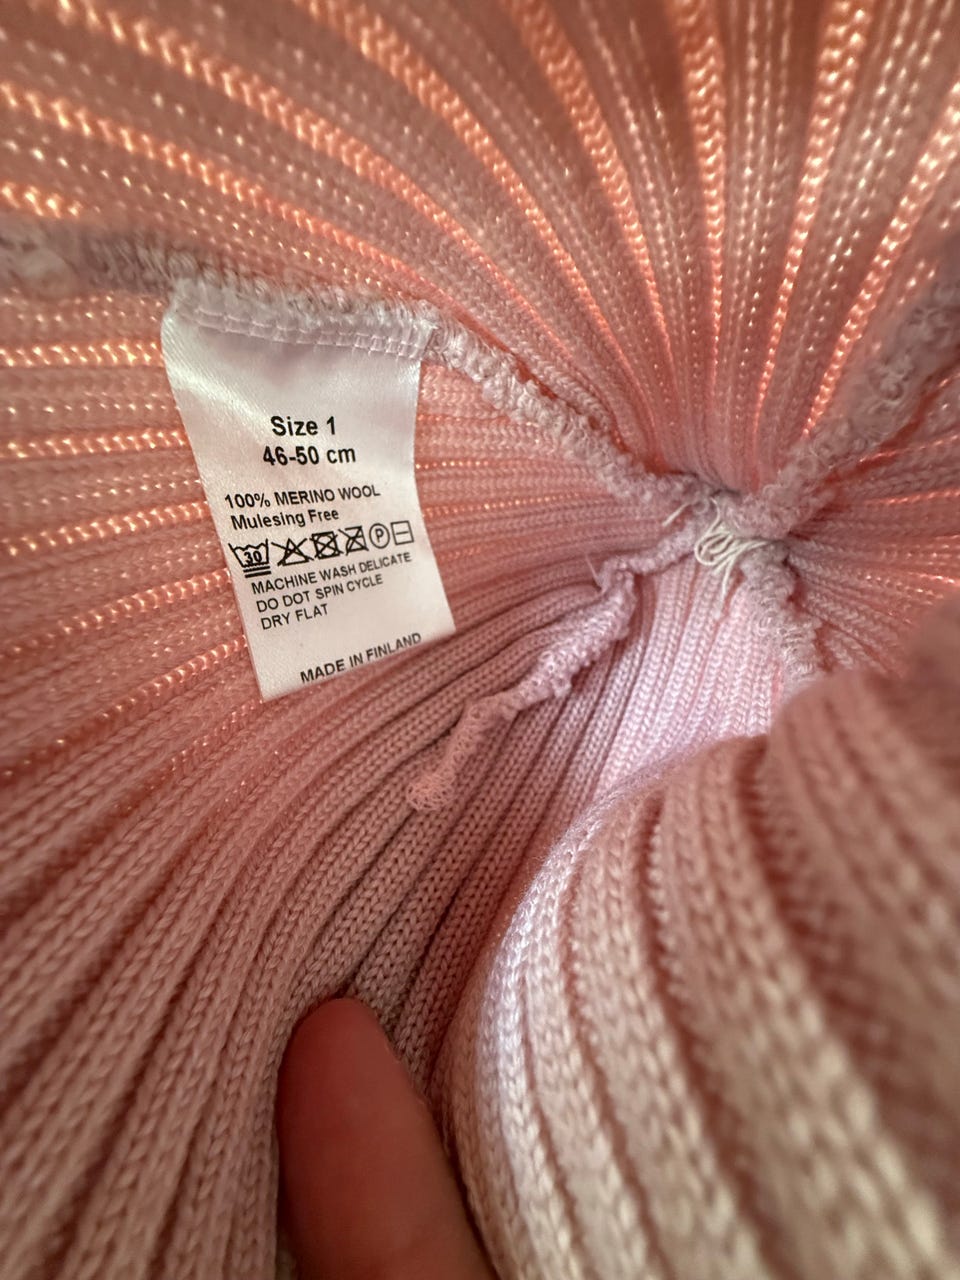 Size 1
46-50 cm
100% MERINO WOOL
Mulesing Free
30 P
MACHINE WASH DELICATE
DO DOT SPIN CYCLE
DRY FLAT
MADE IN FINLAND